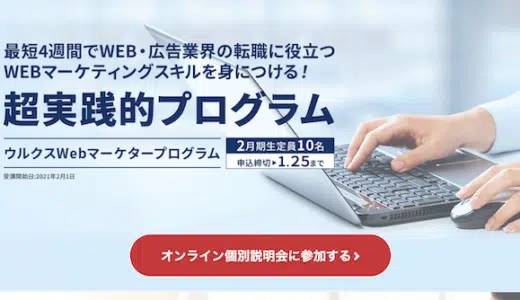 最短4週間でWEB・広告業界の転職に役立つ
WEBマーケティングスキルを身につける!
超実践的プログラム
ウルクスWebマーケタープログラム
2月期生定員10名
申込締切▶1.25まで
受講開始日:2021年2月1日
オンライン個別説明会に参加する>